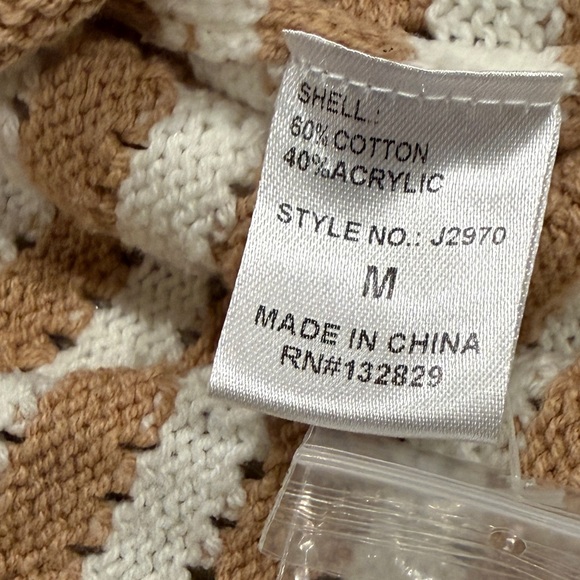 SHELL.:
60% COTTON
40%ACRYLIC
STYLE NO.: J2970
M
MADE IN CHINA
RN#132829